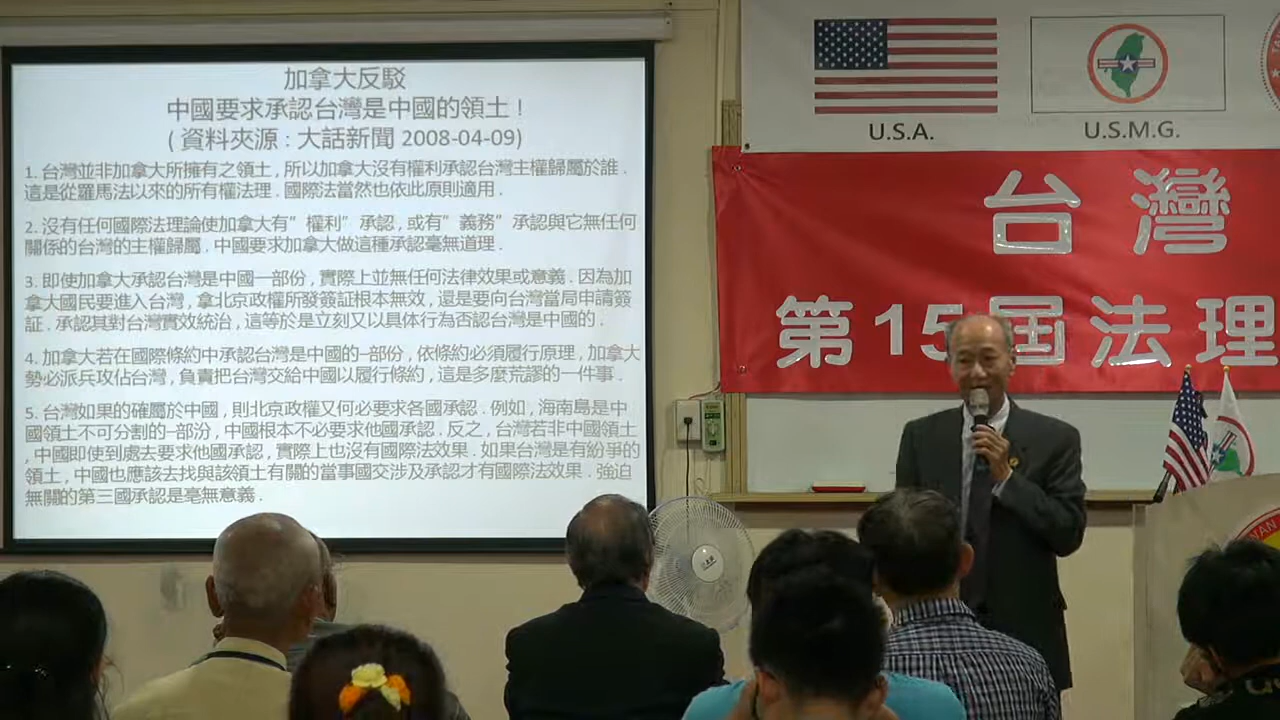 加拿大反駁
中國要求承認台灣是中國的領土！
( 資料來源 : 大話新聞 2008-04-09)
1. 台灣並非加拿大所擁有之領土 , 所以加拿大沒有權利承認台灣主權歸屬於誰 .
這是從羅馬法以來的所有權法理 . 國際法當然也依此原則適用 .
2. 沒有任何國際法理論使加拿大有” 權利” 承認 , 或有” 義務” 承認與它無任何
關係的台灣的主權歸屬 . 中國要求加拿大做這種承認毫無道理 .
3. 即使加拿大承認台灣是中國一部份 , 實際上並無任何法律效果或意義 . 因為加
拿大國民要進入台灣 , 拿北京政權所發簽証根本無效 , 還是要向台灣當局申請簽
証 . 承認其對台灣實效統治 , 這等於是立刻又以具体行為否認台灣是中國的 .
4. 加拿大若在國際條約中承認台灣是中國的一部份 , 依條約必須履行原理 , 加拿大
勢必派兵攻佔台灣 , 負責把台灣交給中國以履行條約 , 這是多麼荒謬的一件事 .
5. 台灣如果的確屬於中國 , 則北京政權又何必要求各國承認 . 例如 , 海南島是中
國領土不可分割的一部汾 , 中國根本不必要求他國承認 . 反之 , 台灣若非中國領土
, 中國即使到處去要求他國承認 , 實際上也沒有國際法效果 . 如果台灣是有紛爭的
領土 , 中國也應該去找與該領土有關的當事國交涉及承認才有國際法效果 . 強迫
無關的第三國承認是毫無意義 .
U.S.A.
U.S.M.G.
台灣
第15屆法理